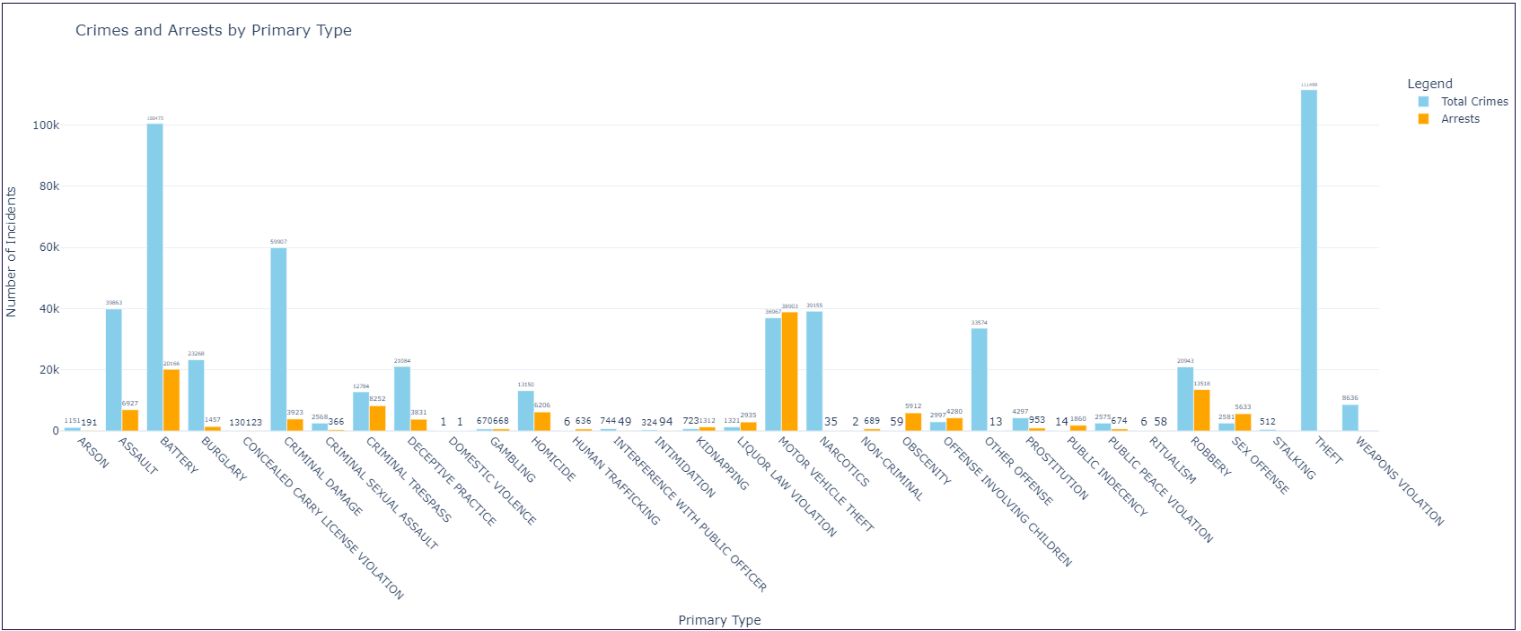 Crimes and Arrests by Primary Type
Legend
Total Crimes
Arrests
Number of Incidents
100k
80k
60k
40k
20k
0
1151 191
39863 6927
20166
23268 1457
130 123
59907 3923
2568 366
12784 8252
3831
1 1
670 668
13150 6206
6 636
744 49
324 94
723 1312
1321 2935
35
2 689
59 5912
2997 4280
33574 13
4297 953
14 1860
2575 674
6 58
20943 13518
2581 5633
512
8636
ARSON
ASSAULT
BATTERY
BURGLARY
CONCEALED CARRY LICENSE VIOLATION
CRIMINAL DAMAGE
CRIMINAL SEXUAL ASSAULT
CRIMINAL TRESPASS
DECEPTIVE PRACTICE
DOMESTIC VIOLENCE
GAMBLING
HOMICIDE
HUMAN TRAFFICKING
INTERFERENCE WITH PUBLIC OFFICER
INTIMIDATION
KIDNAPPING
LIQUOR LAW VIOLATION
MOTOR VEHICLE THEFT
NARCOTICS
NON-CRIMINAL
OBSCENITY
OFFENSE INVOLVING CHILDREN
OTHER OFFENSE
PROSTITUTION
PUBLIC INDECENCY
PUBLIC PEACE VIOLATION
RITUALISM
ROBBERY
SEX OFFENSE
STALKING
THEFT
WEAPONS VIOLATION
Primary Type